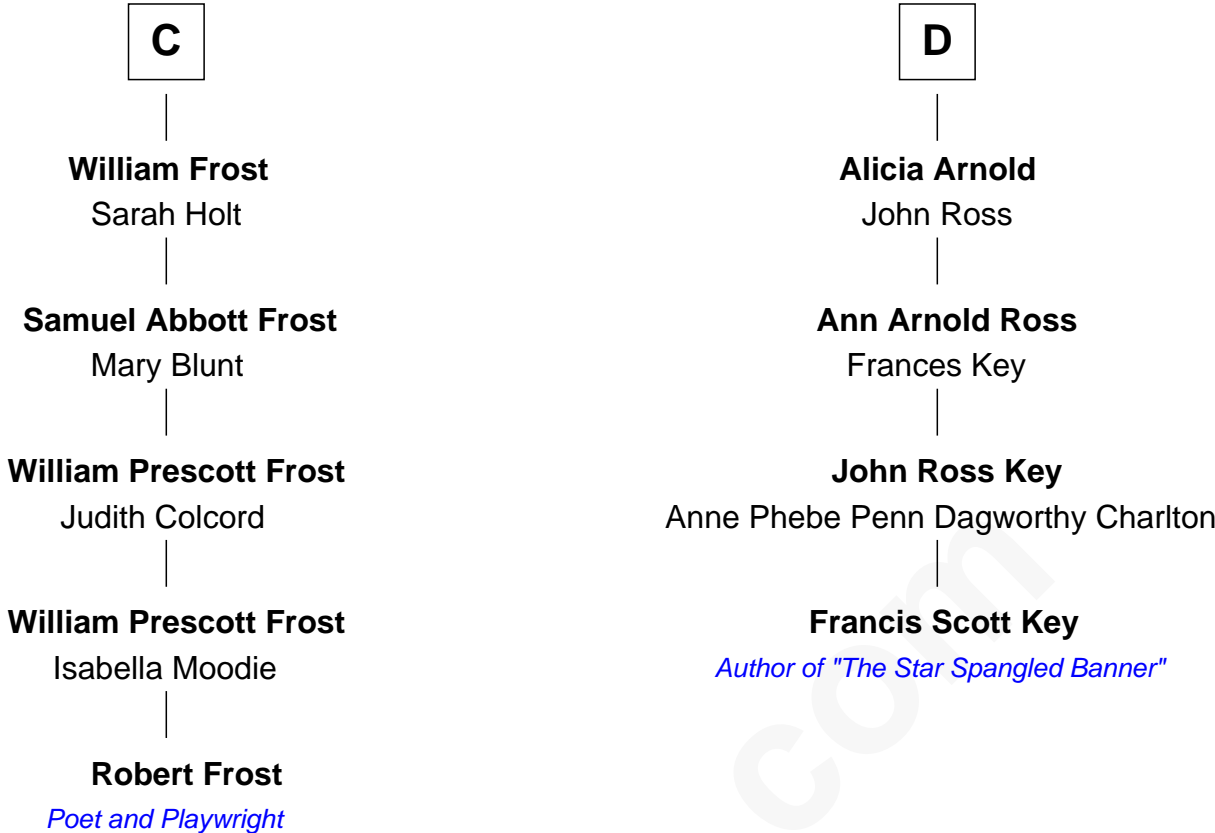 C
William Frost
Sarah Holt
Samuel Abbott Frost
Mary Blunt
William Prescott Frost
Judith Colcord
William Prescott Frost
Isabella Moodie
Robert Frost
Poet and Playwright
D
Alicia Arnold
John Ross
Ann Arnold Ross
Frances Key
John Ross Key
Anne Phebe Penn Dagworthy Charlton
Francis Scott Key
Author of "The Star Spangled Banner"
com